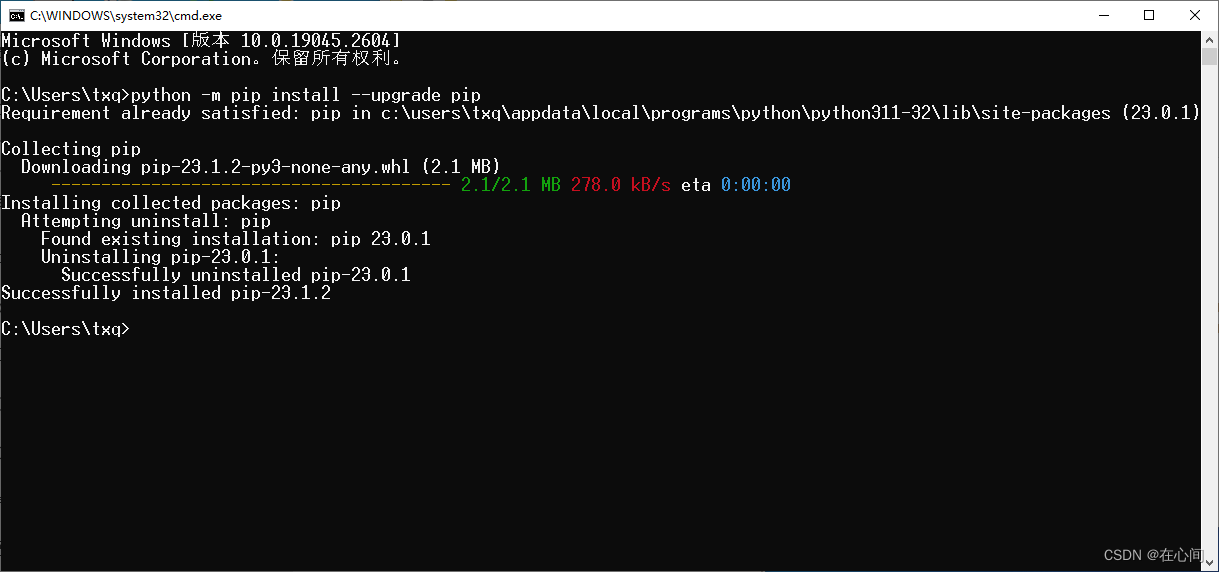 C:\WINDOWS\system32\cmd.exe
Microsoft Windows [版本 10.0.19045.2604]
(c) Microsoft Corporation。保留所有权利。
C:\Users\txq>python -m pip install --upgrade pip
Requirement already satisfied: pip in c:\users\txq\appdata\local\programs\python\python311-32\lib\site-packages (23.0.1)
Collecting pip
  Downloading pip-23.1.2-py3-none-any.whl (2.1 MB)
     ---------------------------------------- 2.1/2.1 MB 278.0 kB/s eta 0:00:00
Installing collected packages: pip
  Attempting uninstall: pip
    Found existing installation: pip 23.0.1
    Uninstalling pip-23.0.1:
      Successfully uninstalled pip-23.0.1
Successfully installed pip-23.1.2
C:\Users\txq>
CSDN @在心间